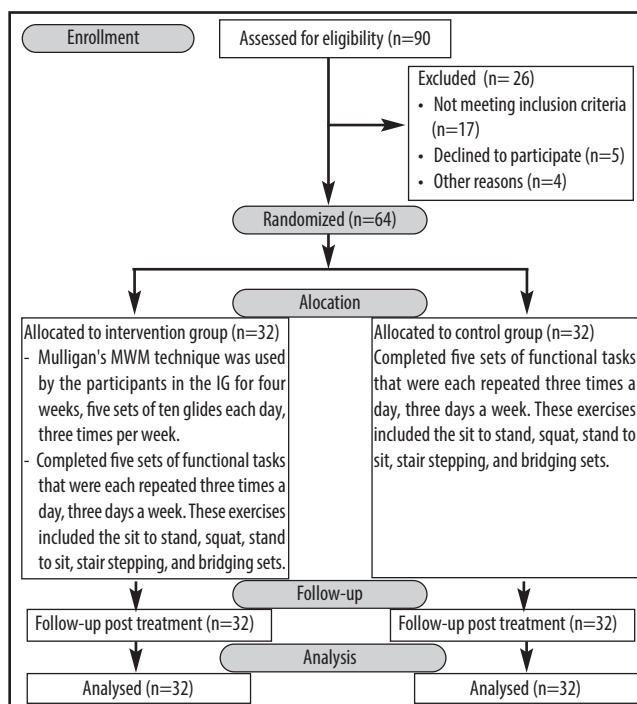 Enrollment
Assessed for eligibility (n=90
Excluded (n= 26)
• Not meeting inclusion criteria
(n=17)
• Declined to participate (n=5)
• Other reasons (n=4)
Randomized (n=64)
Alocation
Allocated to intervention group (n=32)
- Mulligan's MWM technique was used
by the participants in the IG for four
weeks, five sets of ten glides each day,
three times per week.
- Completed five sets of functional tasks
that were each repeated three times a
day, three days a week. These exercises
included the sit to stand, squat, stand
to sit, stair stepping, and bridging sets.
Allocated to control group (n=32)
Completed five sets of functional tasks
that were each repeated three times a
day, three days a week. These exercises
included the sit to stand, squat, stand to
sit, stair stepping, and bridging sets.
Follow-up
Follow-up post treatment (n=32)
Follow-up post treatment (n=32)
Analysis
Analysed (n=32)
Analysed (n=32)